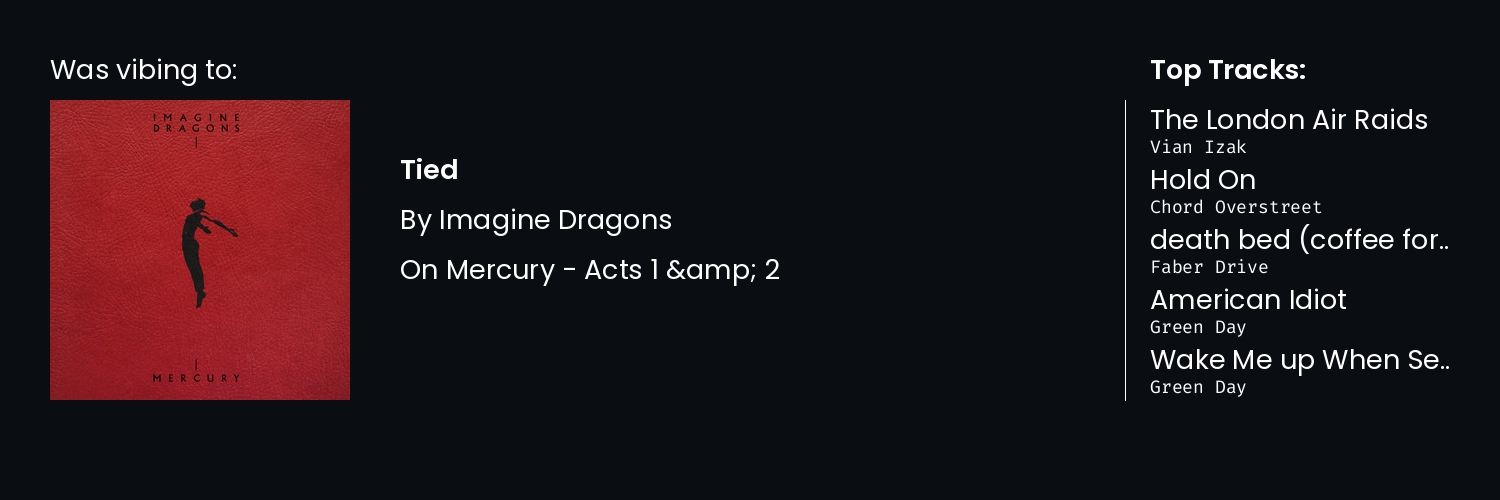 Was vibing to:
IMAGINE
DRAGONS
MERCURY
Tied
By Imagine Dragons
On Mercury - Acts 1 &amp; 2
Top Tracks:
The London Air Raids
Vian Izak
Hold On
Chord Overstreet
death bed (coffee for..
Faber Drive
American Idiot
Green Day
Wake Me up When Se..
Green Day